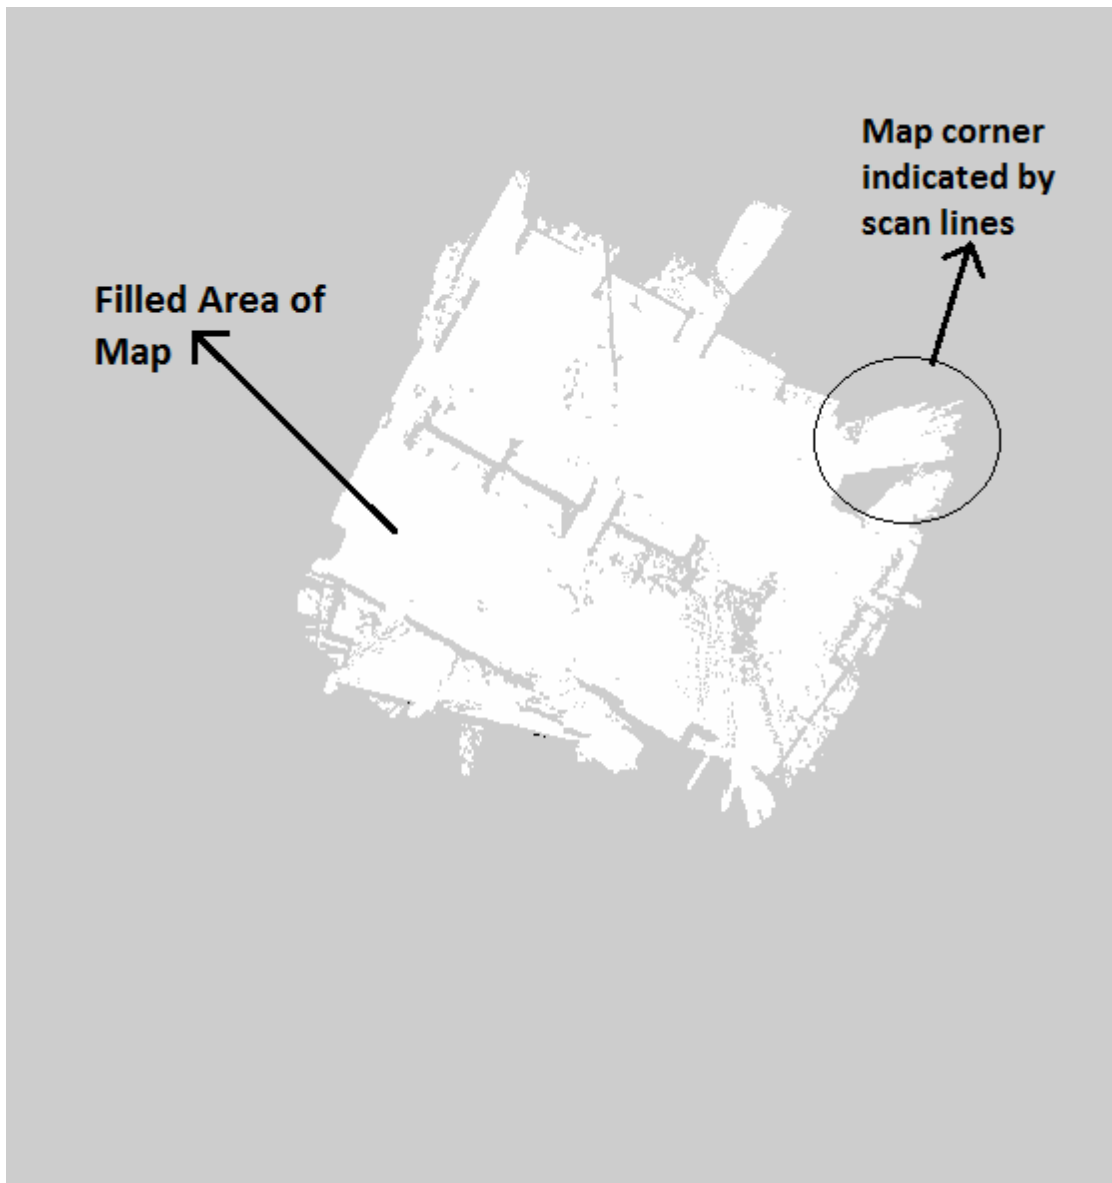 Map corner
indicated by
scan lines
Filled Area of
Map